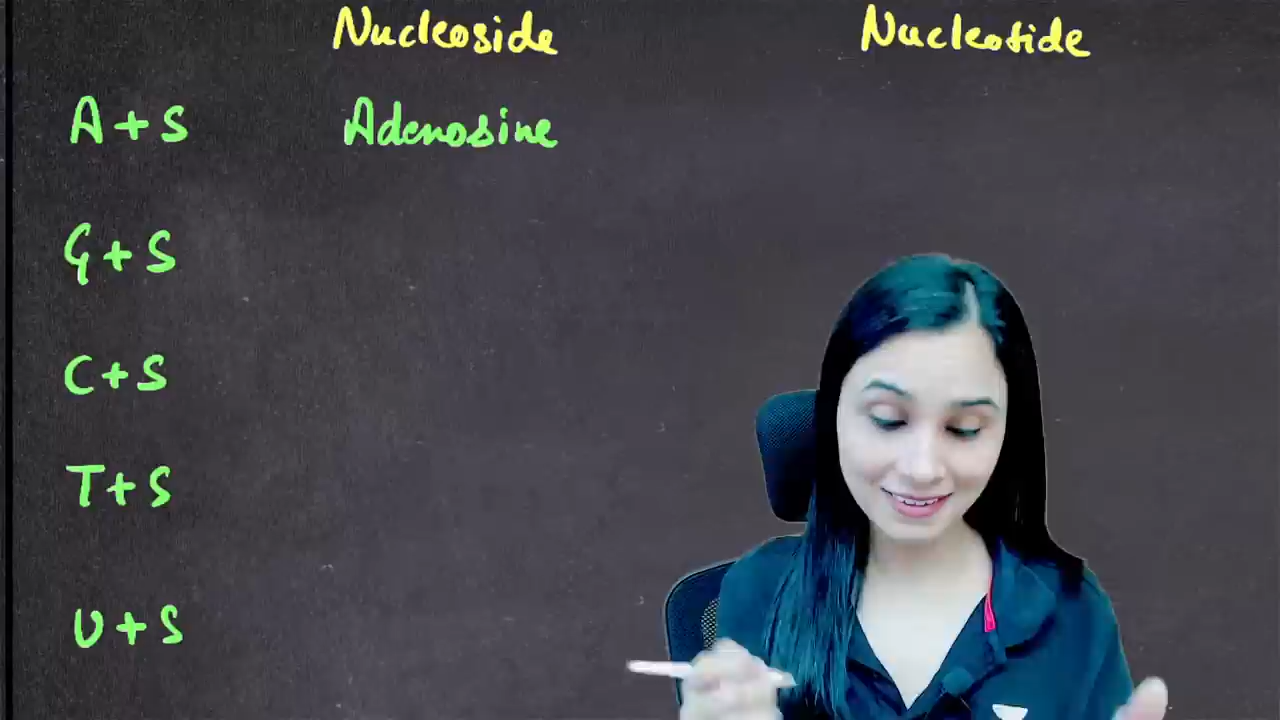 Nucleoside Nucleotide
A + S Adenosine
G + S
C + S
T + S
U + S